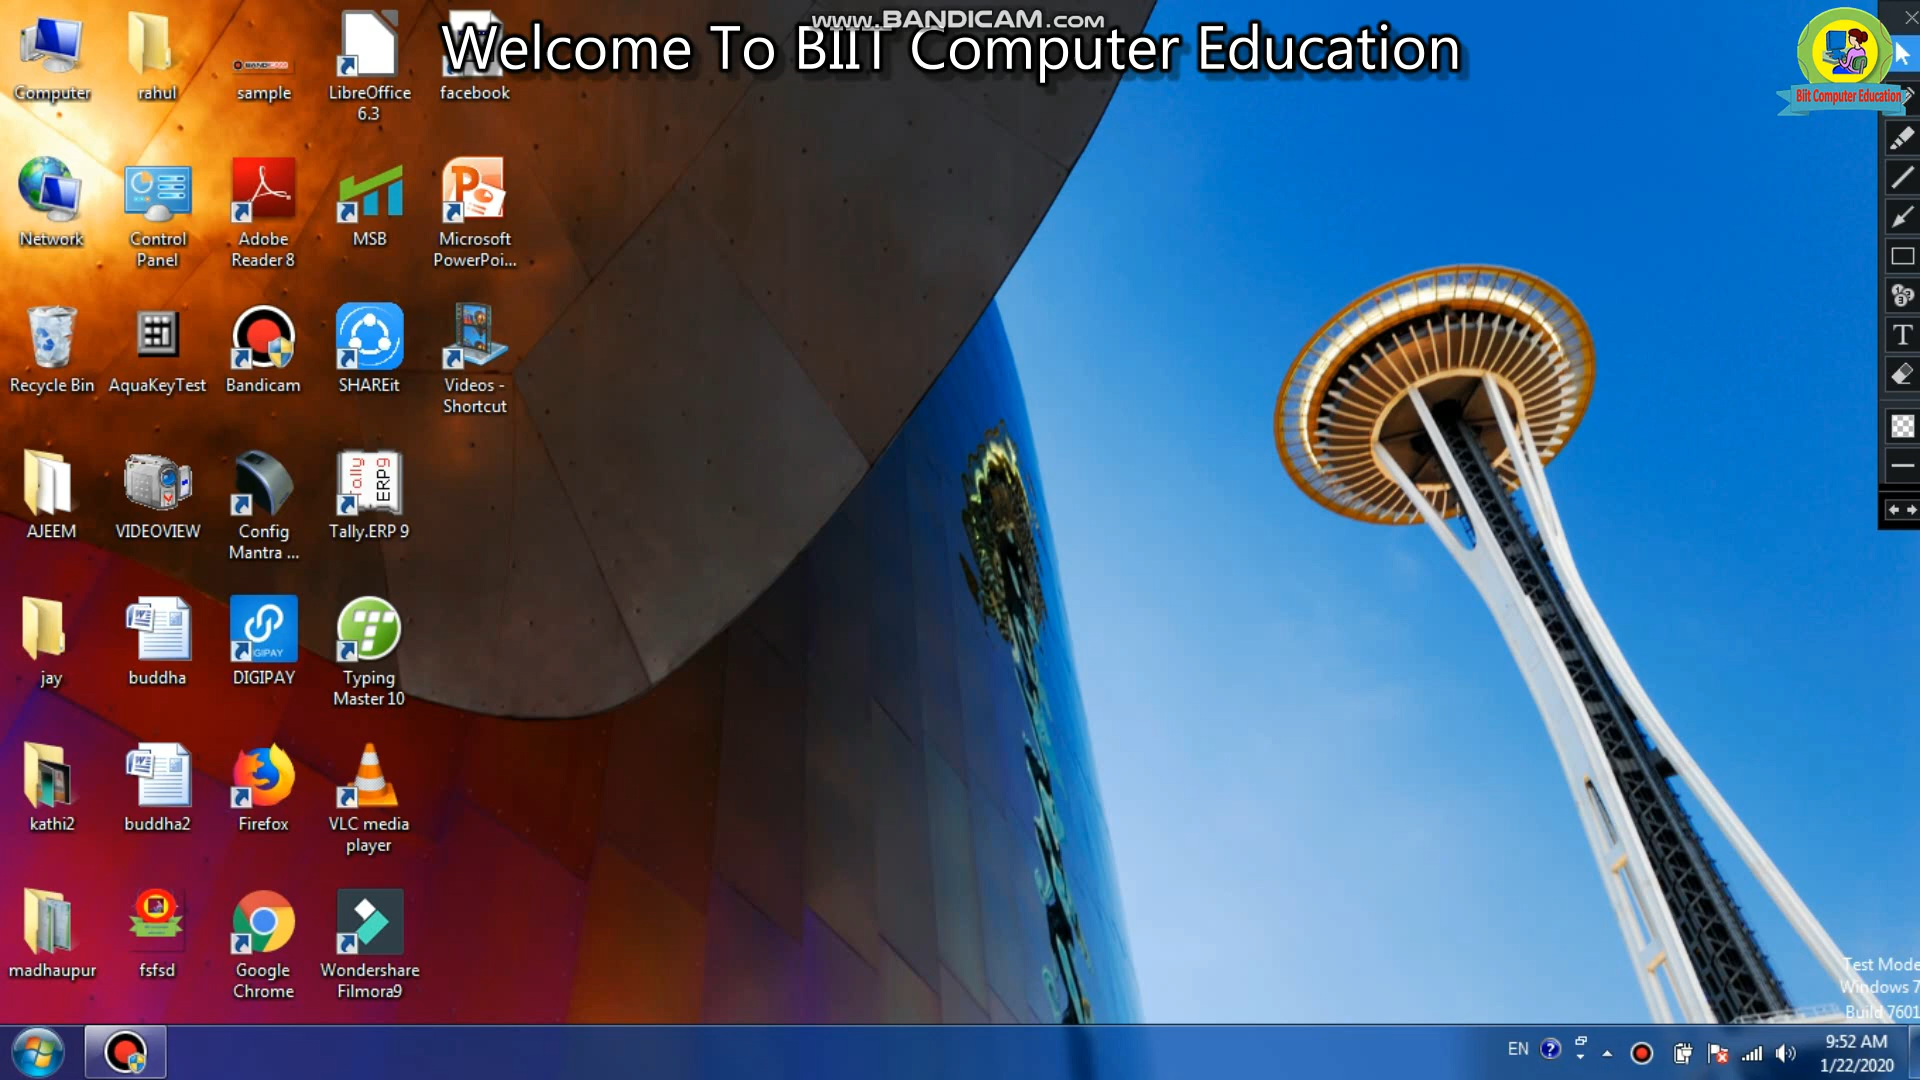 www.BANDICAM.com
Welcome To BIIT Computer Education
Biit Computer Education
Computer
rahul
BANDICAM
sample
LibreOffice
6.3
facebook
Network
Control
Panel
Adobe
Reader 8
MSB
Microsoft
PowerPoi...
Recycle Bin
AquaKeyTest
Bandicam
SHAREit
Videos -
Shortcut
AJEEM
VIDEOVIEW
Config
Mantra ...
Tally
ERP9
Tally.ERP 9
jay
buddha
DIGIPAY
Typing
Master 10
kathi2
buddha2
Firefox
VLC media
player
madhaupur
fsfsd
Google
Chrome
Wondershare
Filmora9
Test Mode
Windows 7
Build 7601
EN
9:52 AM
1/22/2020